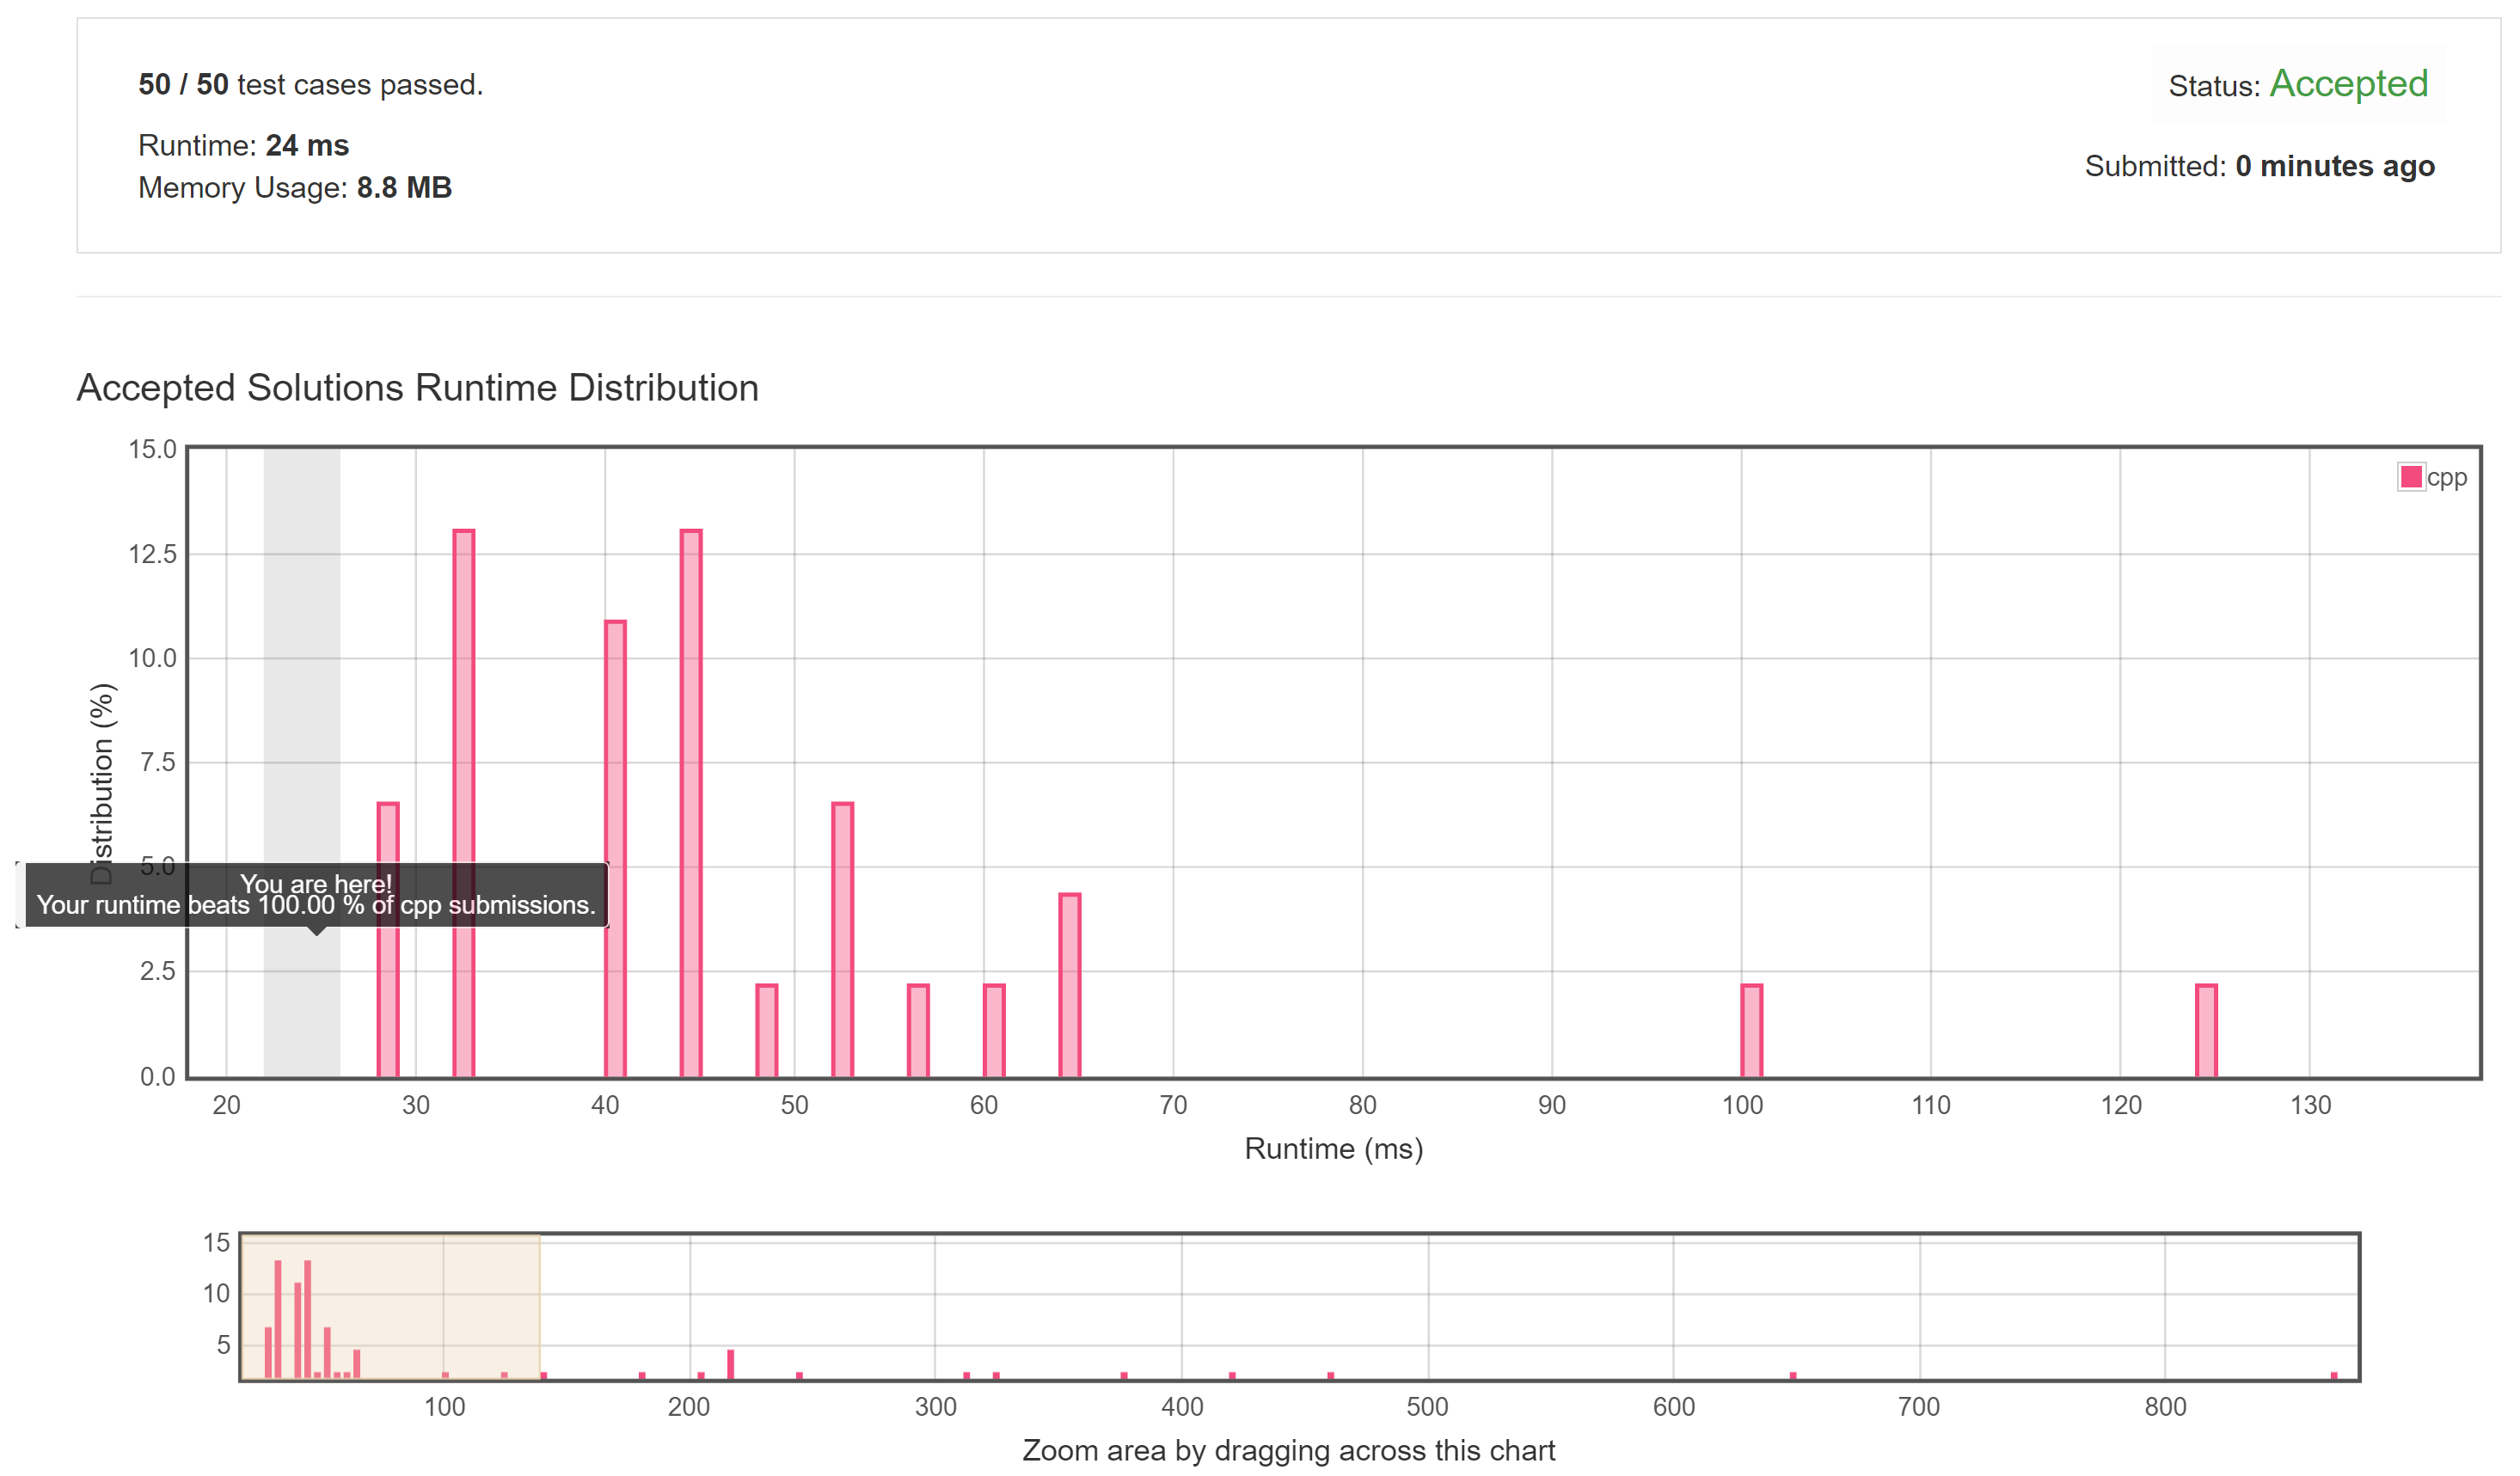 50 / 50 test cases passed.
Status: Accepted
Runtime: 24 ms
Submitted: 0 minutes ago
Memory Usage: 8.8 MB
Accepted Solutions Runtime Distribution
15.0
12.5
10.0
7.5
5.0
2.5
0.0
Distribution (%)
cpp
You are here!
Your runtime beats 100.00 % of cpp submissions.
20 30 40 50 60 70 80 90 100 110 120 130
Runtime (ms)
15
10
5
100 200 300 400 500 600 700 800
Zoom area by dragging across this chart